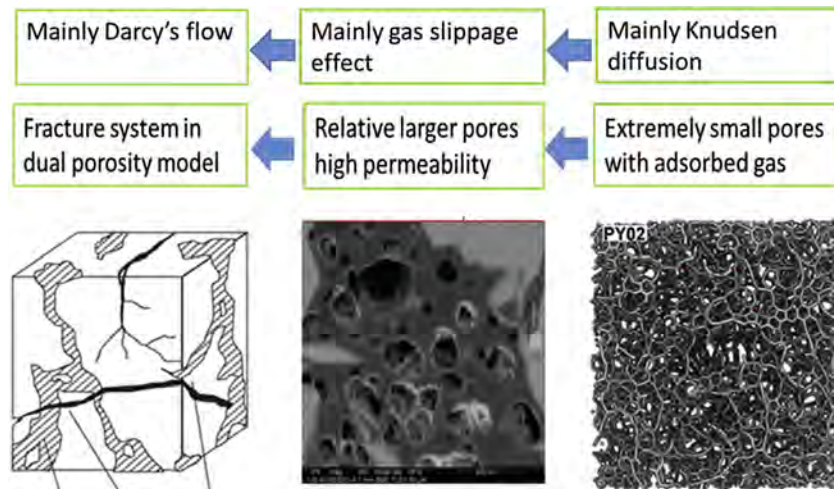 Mainly Darcy's flow
Mainly gas slippage
effect
Mainly Knudsen
diffusion
Fracture system in
dual porosity model
Relative larger pores
high permeability
Extremely small pores
with adsorbed gas
PY02